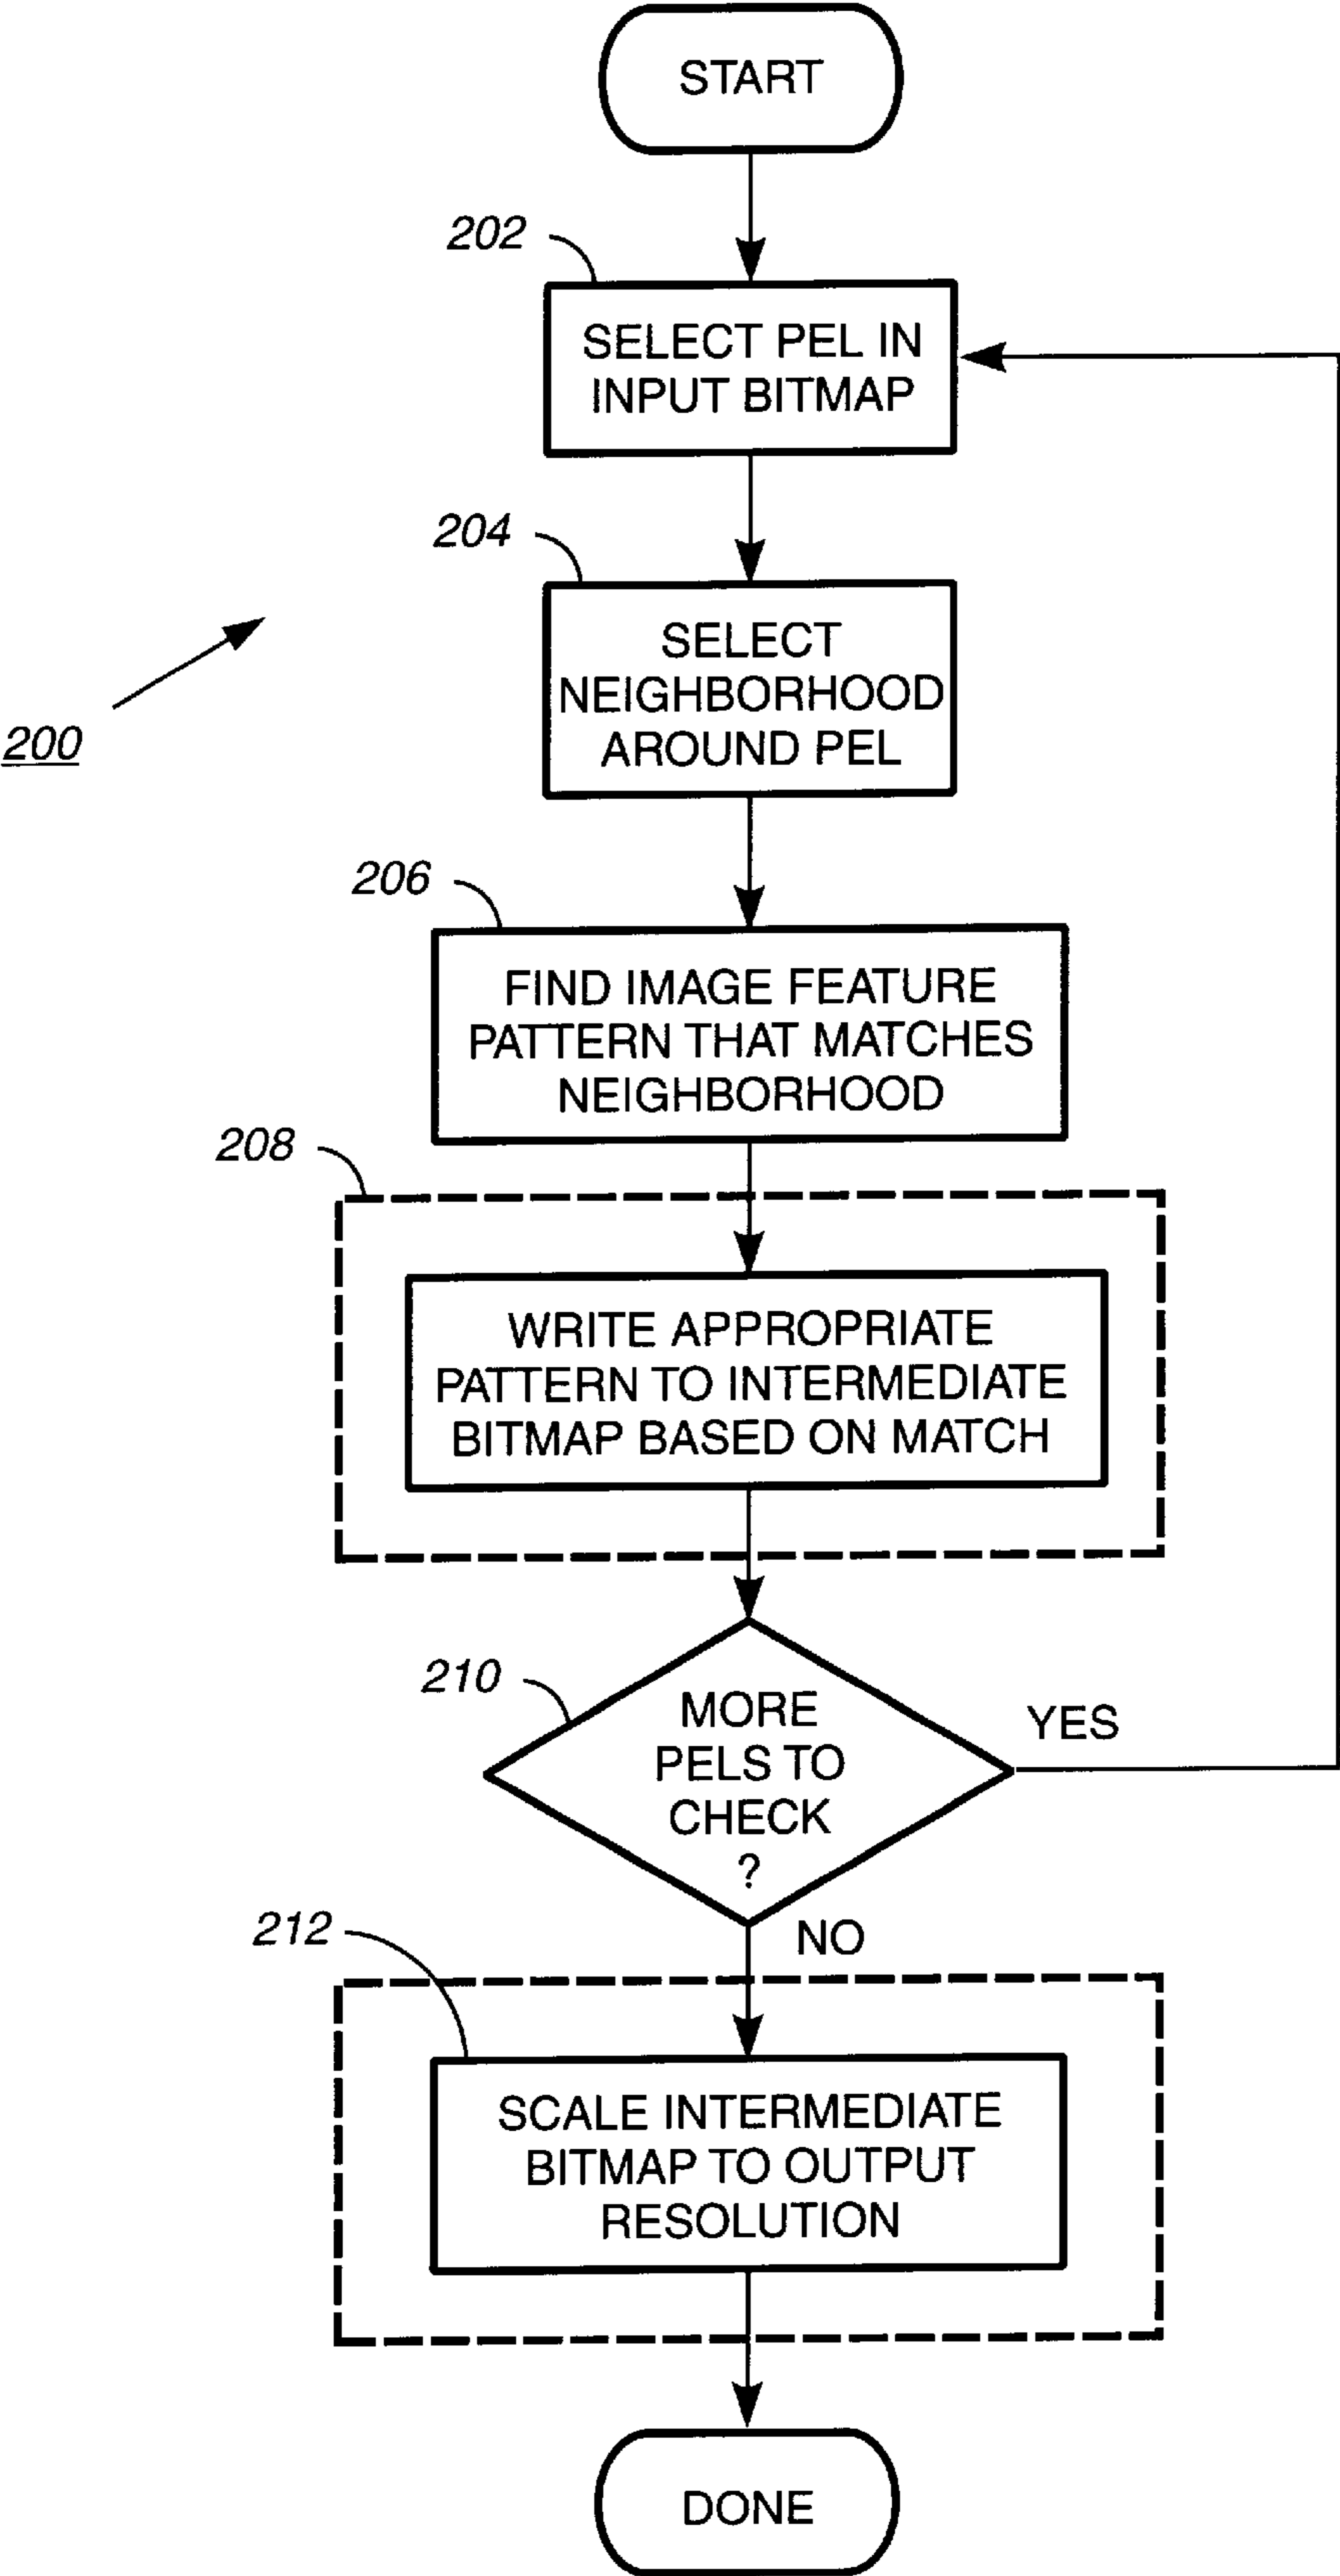 START
202
SELECT PEL IN
INPUT BITMAP
204
SELECT
NEIGHBORHOOD
AROUND PEL
200
206
FIND IMAGE FEATURE
PATTERN THAT MATCHES
NEIGHBORHOOD
208
WRITE APPROPRIATE
PATTERN TO INTERMEDIATE
BITMAP BASED ON MATCH
210
MORE
PELS TO
CHECK
?
YES
NO
212
SCALE INTERMEDIATE
BITMAP TO OUTPUT
RESOLUTION
DONE